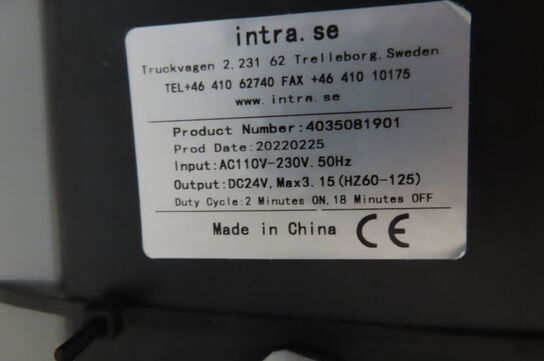 intra.se
Truckvagen 2, 231 62 Trelleborg, Sweden
TEL+46 410 62740 FAX +46 410 10175
www.intra.se
Product Number:4035081901
Prod Date:20220225
Input:AC110V-230V.50Hz
Output:DC24V, Max3.15(HZ60-125)
Duty Cycle:2 Minutes ON, 18 Minutes OFF
Made in China CE